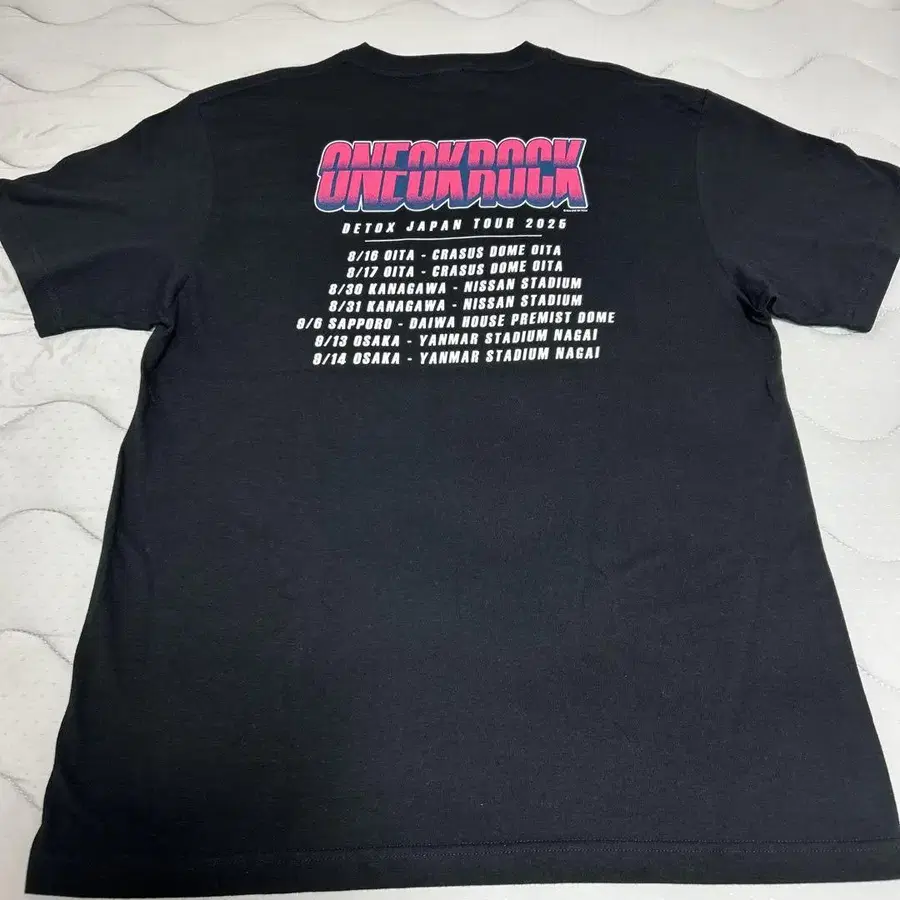 ONEOKROCK
DETOX JAPAN TOUR 2025
8/16 OITA - CRASUS DOME OITA
8/17 OITA - CRASUS DOME OITA
8/30 KANAGAWA - NISSAN STADIUM
8/31 KANAGAWA - NISSAN STADIUM
9/6 SAPPORO - DAIWA HOUSE PREMIST DOME
9/13 OSAKA - YANMAR STADIUM NAGAI
9/14 OSAKA - YANMAR STADIUM NAGAI